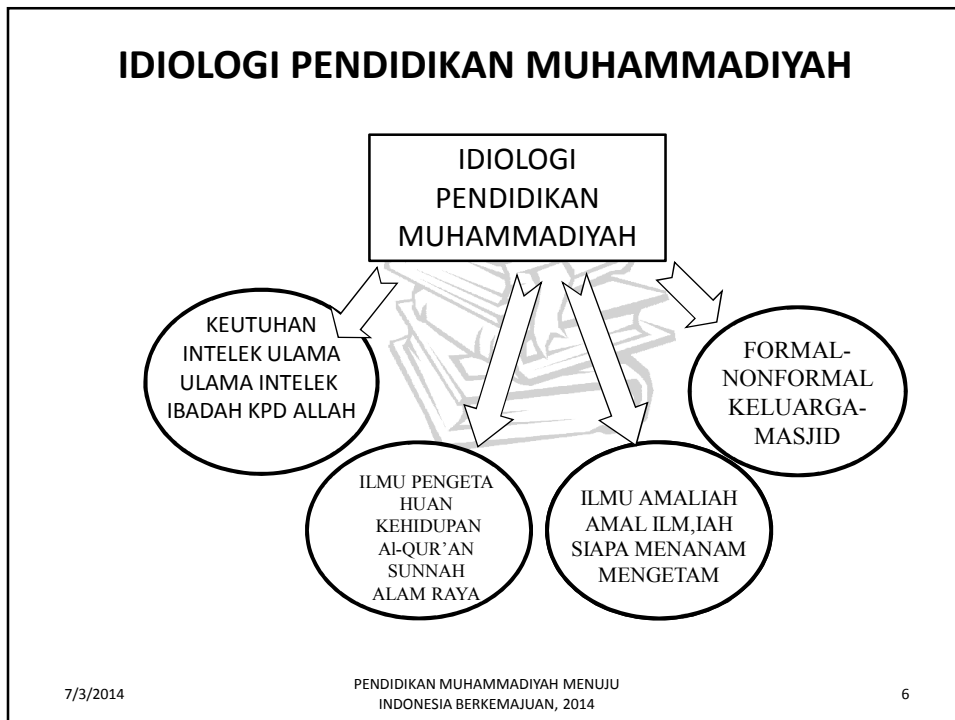 IDIOLOGI PENDIDIKAN MUHAMMADIYAH
IDIOLOGI
PENDIDIKAN
MUHAMMADIYAH
KEUTUHAN
INTELEK ULAMA
ULAMA INTELEK
IBADAH KPD ALLAH
ILMU PENGETA
HUAN
KEHIDUPAN
Al-QUR’AN
SUNNAH
ALAM RAYA
ILMU AMALIAH
AMAL ILM,IAH
SIAPA MENANAM
MENGETAM
FORMAL-
NONFORMAL
KELUARGA-
MASJID
7/3/2014
PENDIDIKAN MUHAMMADIYAH MENUJU
INDONESIA BERKEMAJUAN, 2014
6